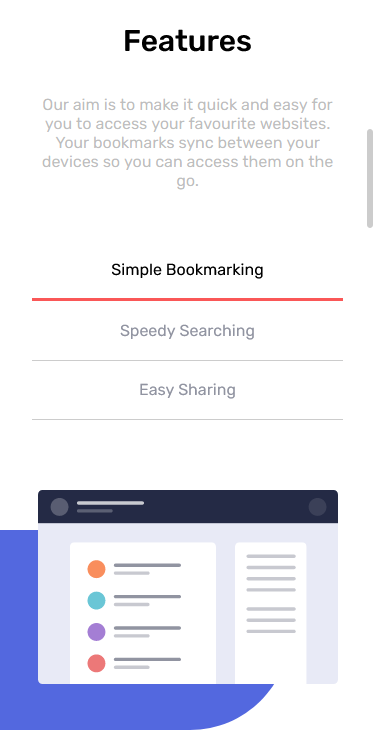 Features
Our aim is to make it quick and easy for
you to access your favourite websites.
Your bookmarks sync between your
devices so you can access them on the
go.
Simple Bookmarking
Speedy Searching
Easy Sharing